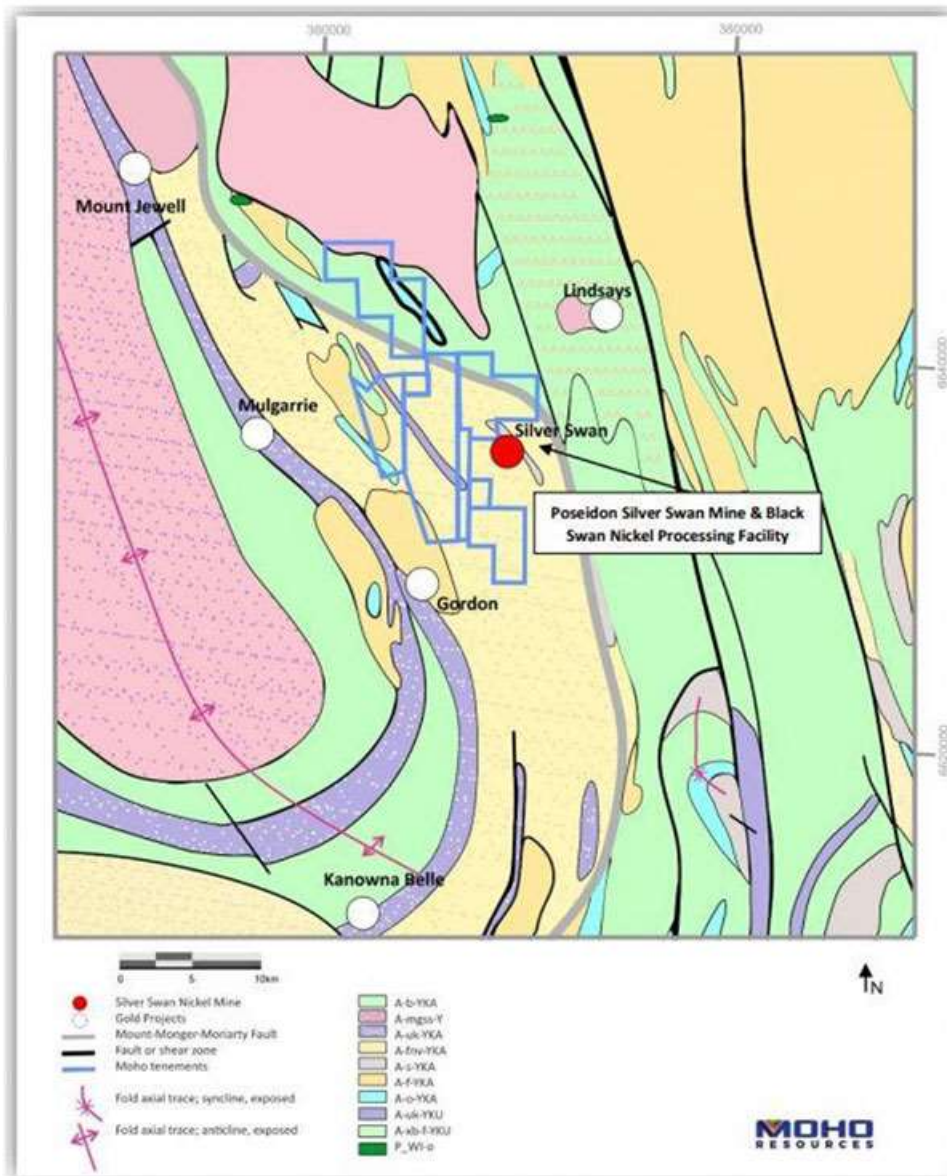 360000
380000
Mount Jewell
Lindsays
6640000
Mulgarrie
Silver Swan
Poseidon Silver Swan Mine & Black
Swan Nickel Processing Facility
Gordon
6620000
Kanowna Belle
0 5 10km
N
Silver Swan Nickel Mine
Gold Projects
Mount-Monger-Moriarty Fault
Fault or shear zone
Moho tenements
Fold axial trace; syncline, exposed
Fold axial trace; anticline, exposed
A-b-YKA
A-mgss-Y
A-uk-YKA
A-fnv-YKA
A-s-YKA
A-f-YKA
A-o-YKA
A-uk-YKU
A-xb-f-YKU
P_WI-o
MOHO
RESOURCES